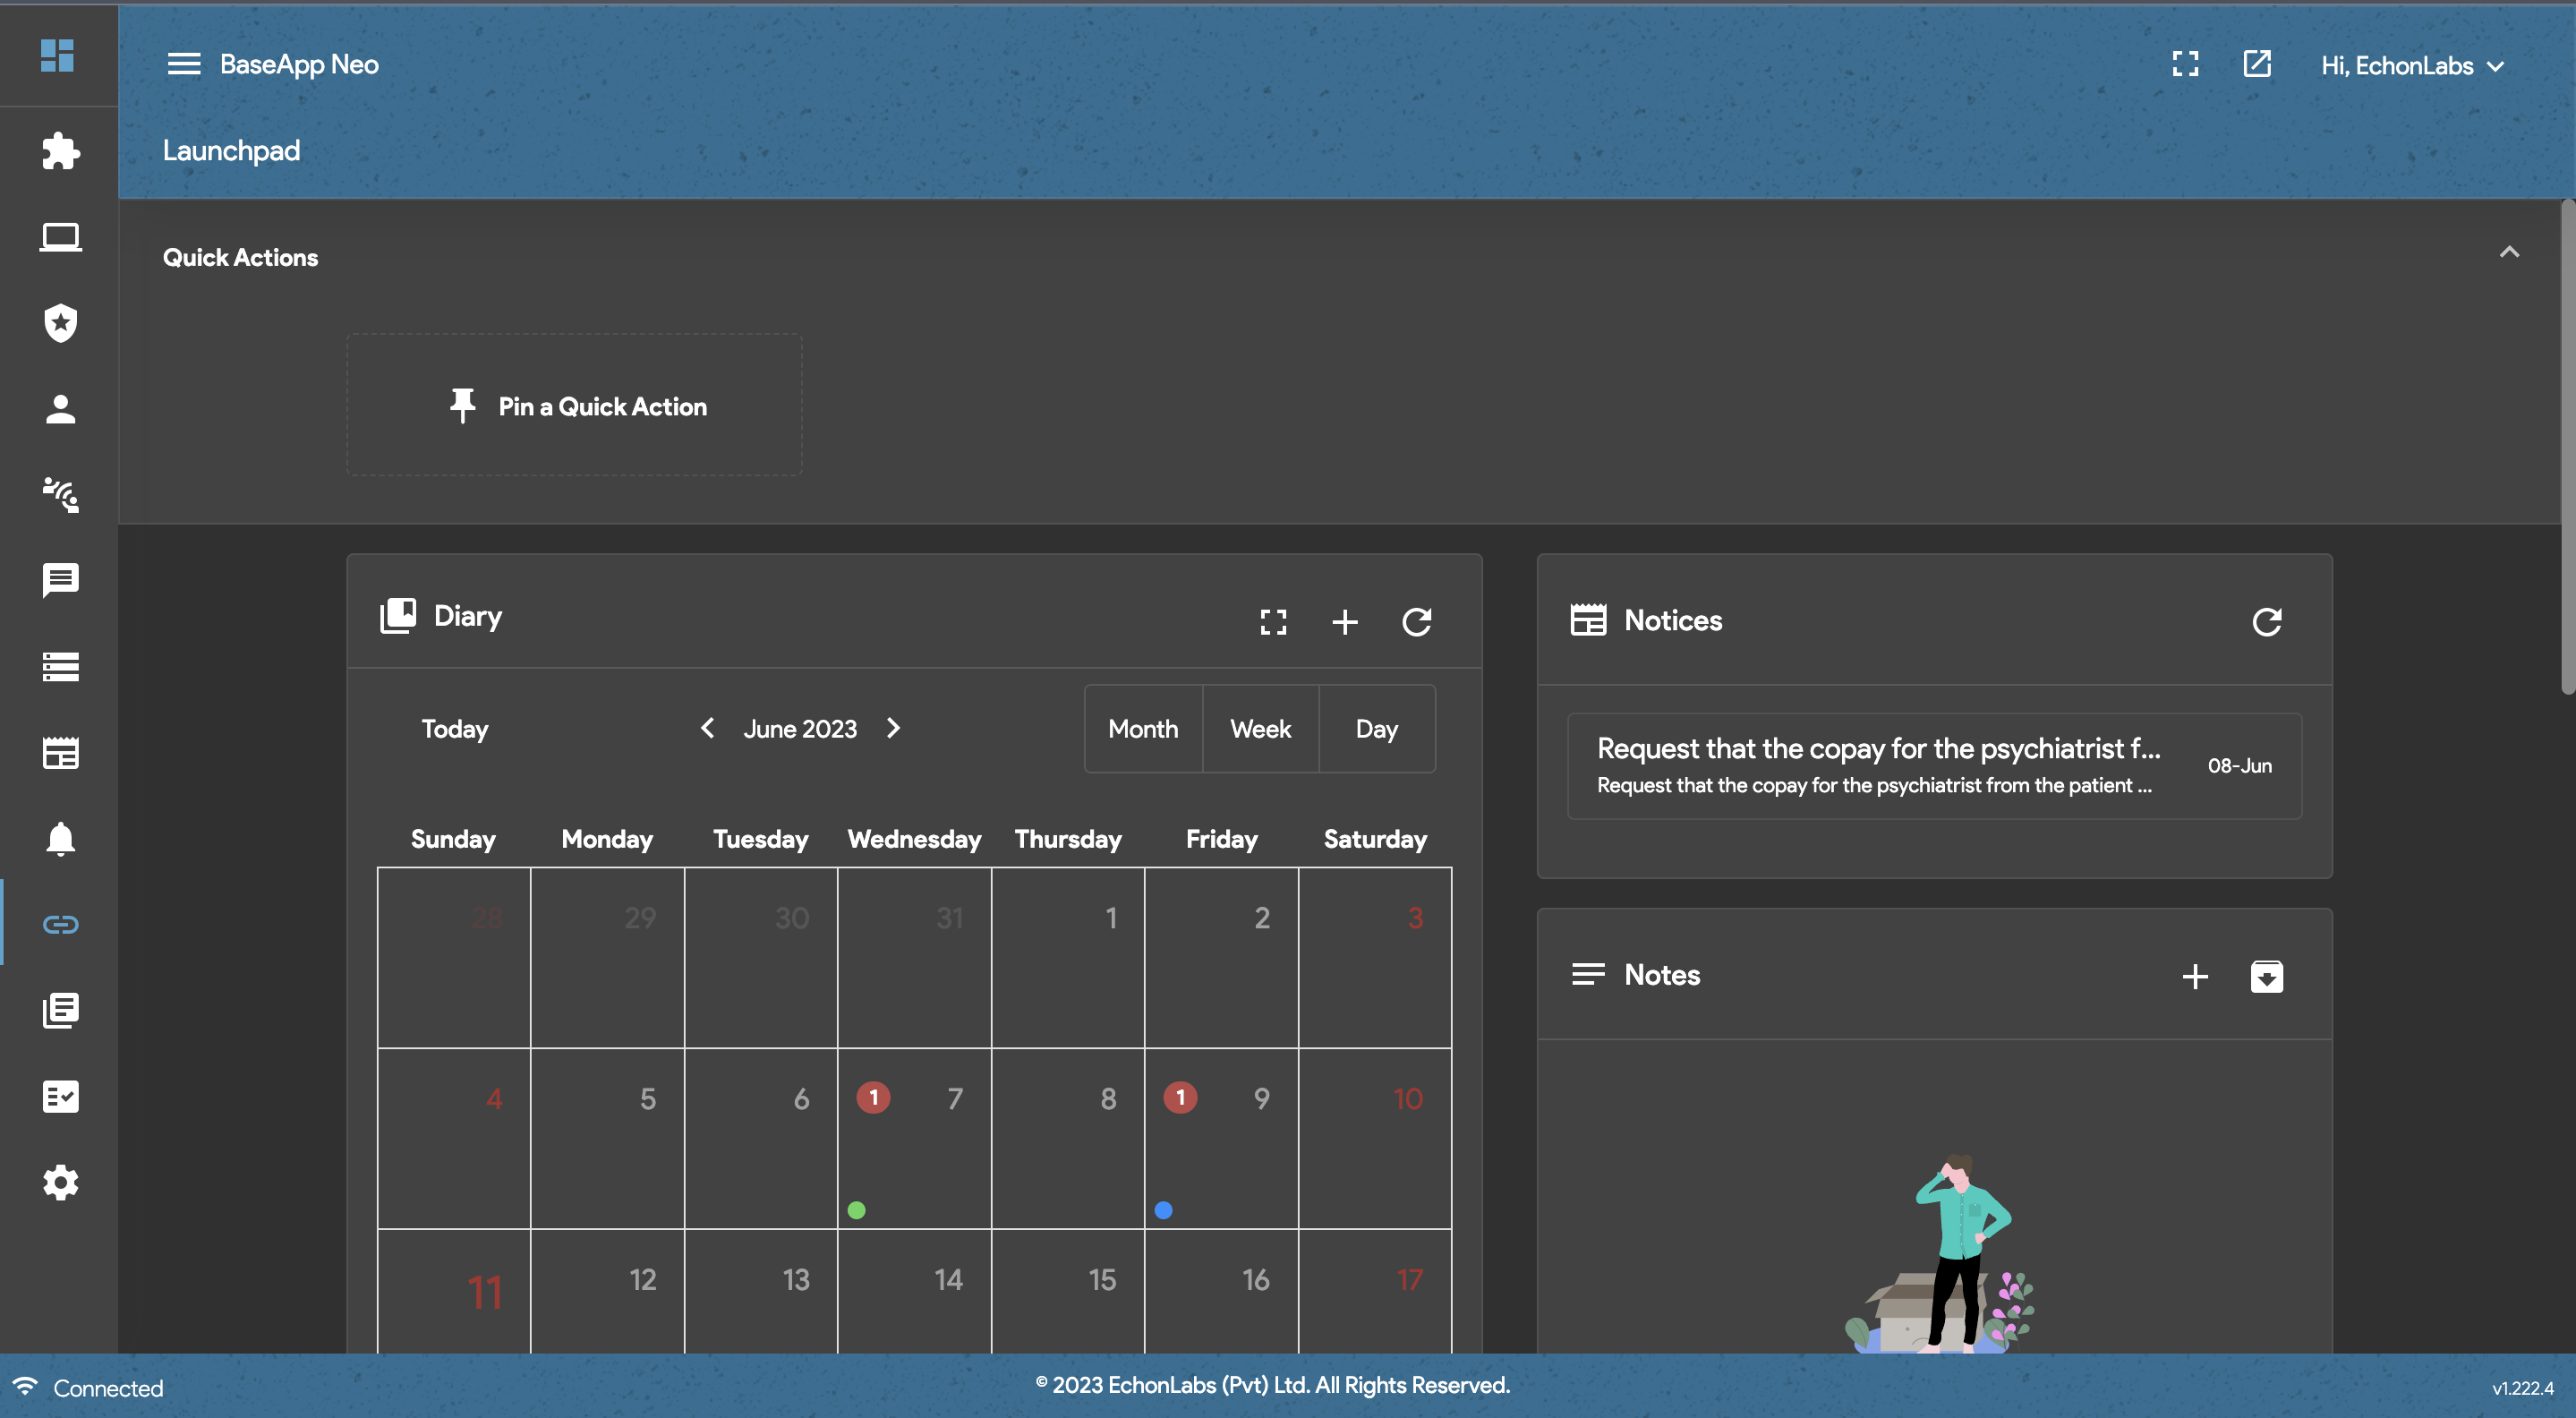 BaseApp Neo
Hi, EchonLabs
Launchpad
Quick Actions
Pin a Quick Action
Diary
Today
June 2023
Month Week Day
Sunday Monday Tuesday Wednesday Thursday Friday Saturday
28 29 30 31 1 2 3
4 5 6 1 7 8 1 9 10
11 12 13 14 15 16 17
Notices
Request that the copay for the psychiatrist f...
Request that the copay for the psychiatrist from the patient ...
08-Jun
Notes
Connected
© 2023 EchonLabs (Pvt) Ltd. All Rights Reserved.
v1.222.4